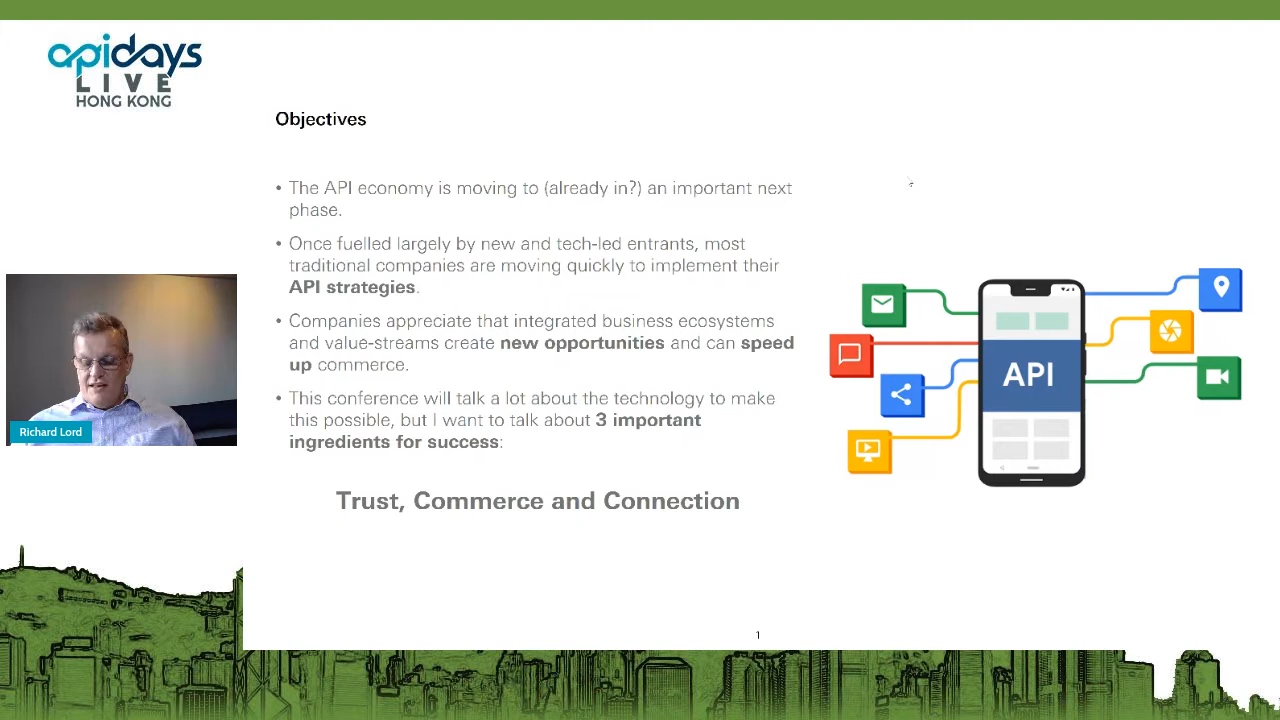 apidays
LIVE
HONG KONG
Objectives
• The API economy is moving to (already in?) an important next
phase.
• Once fuelled largely by new and tech-led entrants, most
traditional companies are moving quickly to implement their
API strategies.
• Companies appreciate that integrated business ecosystems
and value-streams create new opportunities and can speed
up commerce.
• This conference will talk a lot about the technology to make
this possible, but I want to talk about 3 important
ingredients for success:
Trust, Commerce and Connection
API
Richard Lord
1